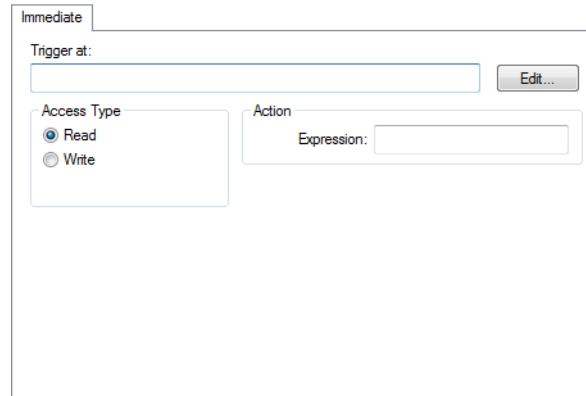 Immediate
Trigger at:
Edit...
Access Type
Read
Write
Action
Expression: